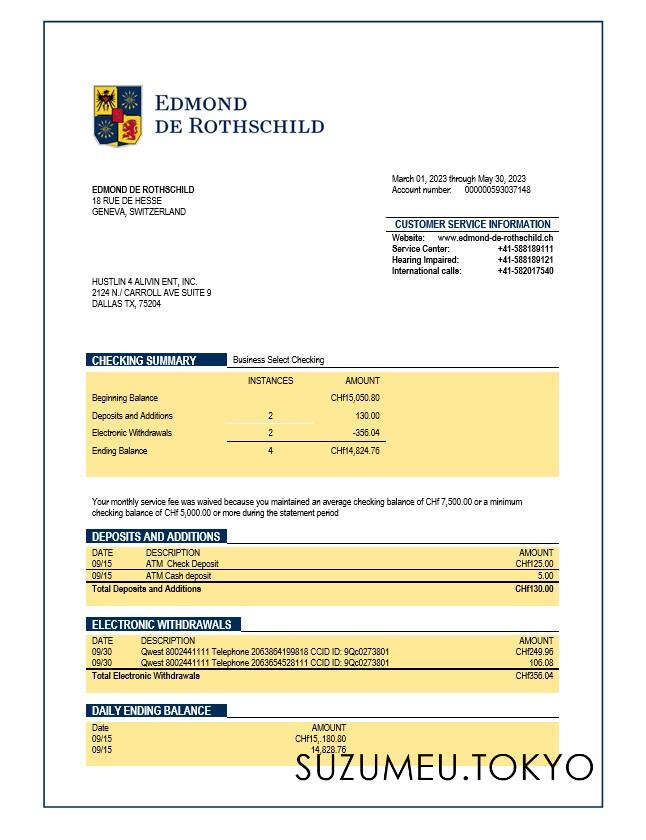 EDMOND
DE ROTHSCHILD
March 01, 2023 through May 30, 2023
Account number: 000000593037148
EDMOND DE ROTHSCHILD
18 RUE DE HESSE
GENEVA, SWITZERLAND
CUSTOMER SERVICE INFORMATION
Website: www.edmond-de-rothschild.ch
Service Center: +41-588189111
Hearing Impaired: +41-588189121
International calls: +41-582017540
HUSTLIN 4 ALIVIN ENT, INC.
2124 N./ CARROLL AVE SUITE 9
DALLAS TX, 75204
CHECKING SUMMARY Business Select Checking
INSTANCES AMOUNT
Beginning Balance CHf15,050.80
Deposits and Additions 2 130.00
Electronic Withdrawals 2 -356.04
Ending Balance 4 CHf14,824.76
Your monthly service fee was waived because you maintained an average checking balance of CHf 7,500.00 or a minimum
checking balance of CHf 5,000.00 or more during the statement period
DEPOSITS AND ADDITIONS
DATE DESCRIPTION AMOUNT
09/15 ATM Check Deposit CHf125.00
09/15 ATM Cash deposit 5.00
Total Deposits and Additions CHf130.00
ELECTRONIC WITHDRAWALS
DATE DESCRIPTION AMOUNT
09/30 Qwest 8002441111 Telephone 2063864199818 CCID ID: 9Qc0273801 CHf249.96
09/30 Qwest 8002441111 Telephone 2063654528111 CCID ID: 9Qc0273801 106.08
Total Electronic Withdrawals CHf356.04
DAILY ENDING BALANCE
Date AMOUNT
09/15 CHf15,.180.80
09/15 14,828.76
SUZUMEU.TOKYO